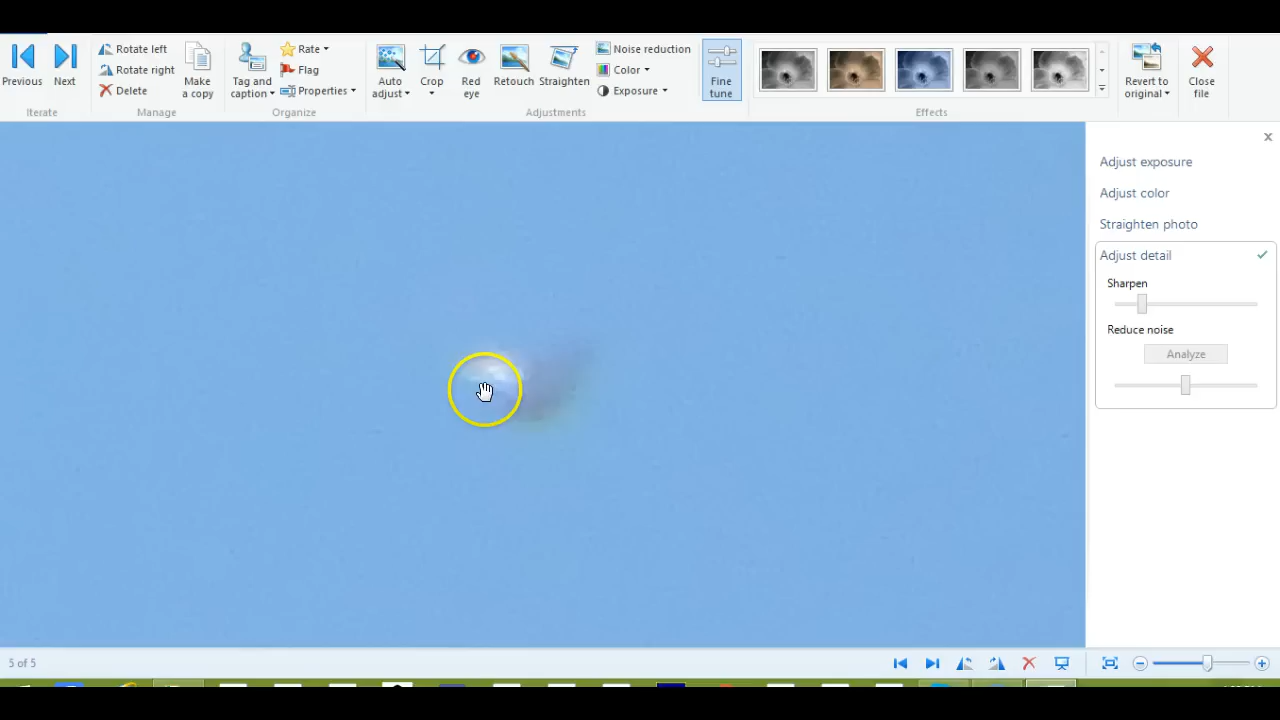 Previous
Next
Iterate
Rotate left
Rotate right
Delete
Make
a copy
Manage
Tag and
caption
Rate
Flag
Properties
Organize
Auto
adjust
Crop
Red
eye
Retouch
Straighten
Noise reduction
Color
Exposure
Adjustments
Fine
tune
Effects
Revert to
original
Close
file
Adjust exposure
Adjust color
Straighten photo
Adjust detail
Sharpen
Reduce noise
Analyze
5 of 5